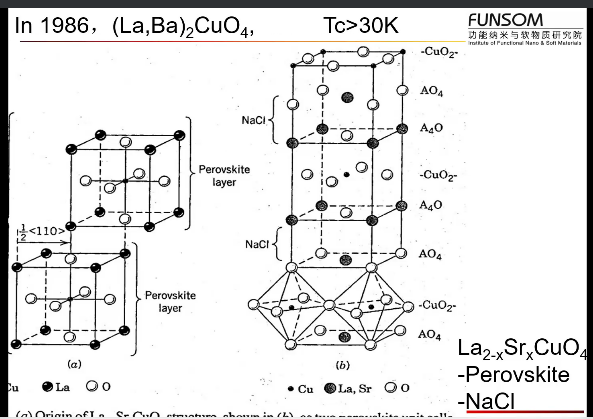 In 1986, (La,Ba)₂CuO₄, Tc>30K
FUNSOM
功能纳米与软物质研究院
Institute of Functional Nano & Soft Materials
-CuO₂-
AO₄
NaCl
A₄O
Perovskite
layer
-CuO₂-
A₄O
½<110>
NaCl
AO₄
Perovskite
layer
-CuO₂-
AO₄
(a)
(b)
Cu La O
Cu La, Sr O
La₂₋ₓSrₓCuO₄
-Perovskite
-NaCl